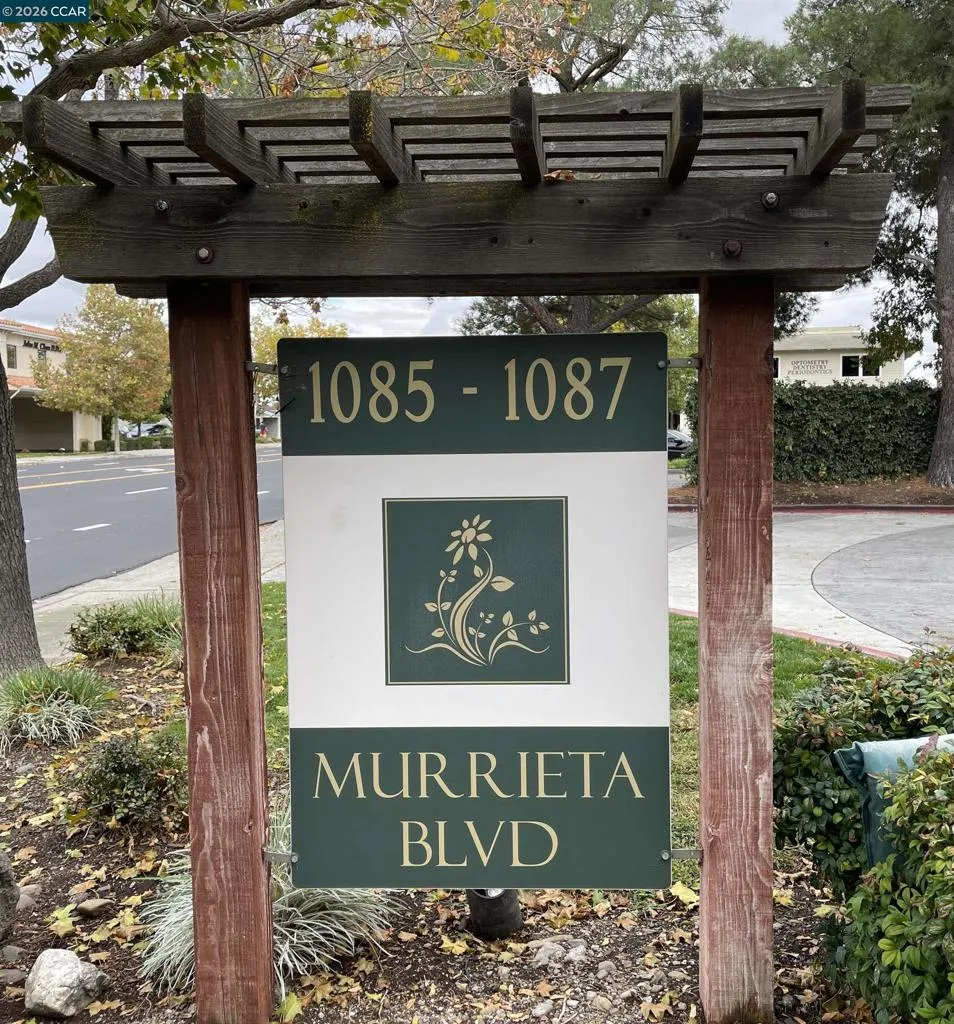 © 2026 CCAR
1085 - 1087
OPTOMETRY
DENTISTRY
PERIODONTICS
MURRIETA
BLVD